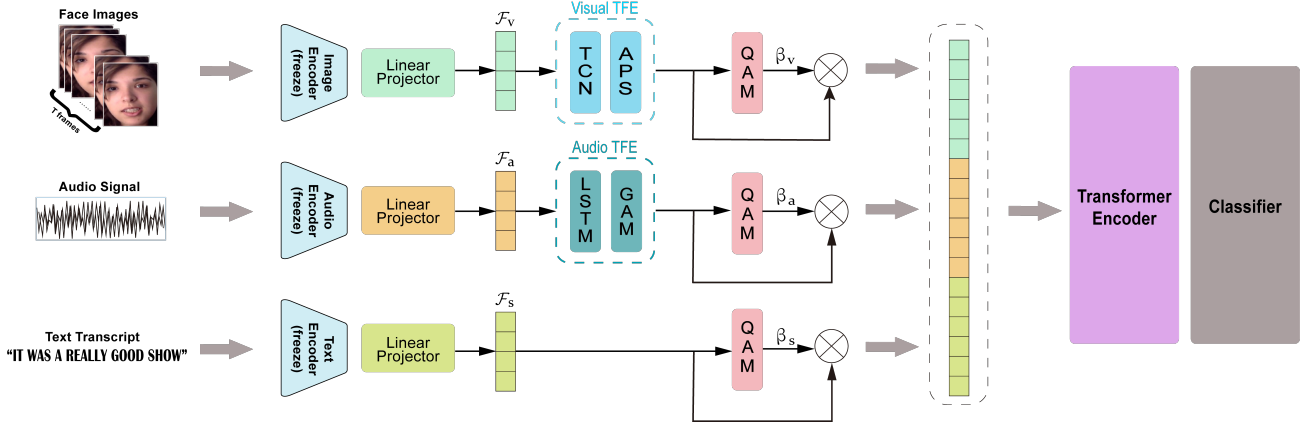 Face Images
T frames
Image
Encoder
(freeze)
Linear
Projector
𝓕v
Visual TFE
TCN
APS
QAM
βv
Audio Signal
Audio
Encoder
(freeze)
Linear
Projector
𝓕a
Audio TFE
LSTM
GAM
QAM
βa
Text Transcript
“IT WAS A REALLY GOOD SHOW”
Text
Encoder
(freeze)
Linear
Projector
𝓕s
QAM
βs
Transformer
Encoder
Classifier